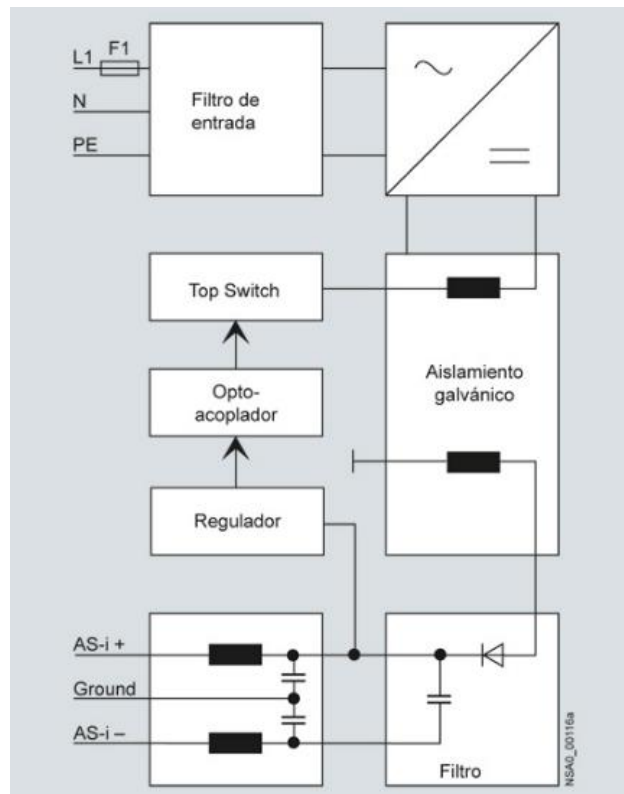 L1
F1
N
PE
Filtro de
entrada
Top Switch
Opto-
acoplador
Regulador
Aislamiento
galvánico
AS-i +
Ground
AS-i –
Filtro
NSA0_00116a